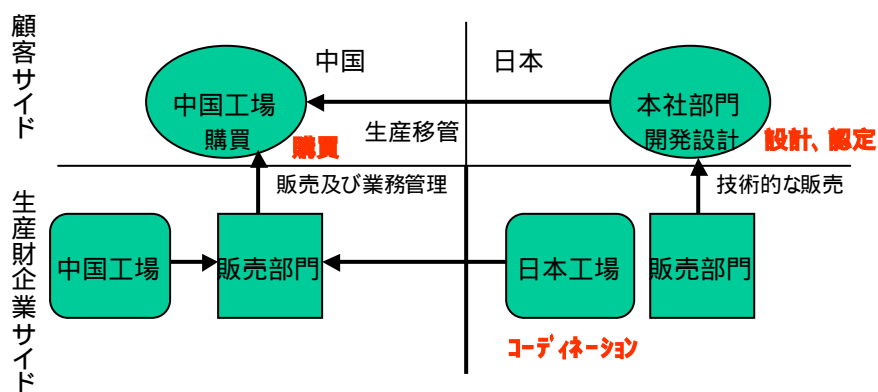 顧客サイド
中国
日本
中国工場
購買
購買
生産移管
本社部門
開発設計
設計、認定
販売及び業務管理
技術的な販売
生産財企業サイド
中国工場
販売部門
日本工場
販売部門
コーディネーション